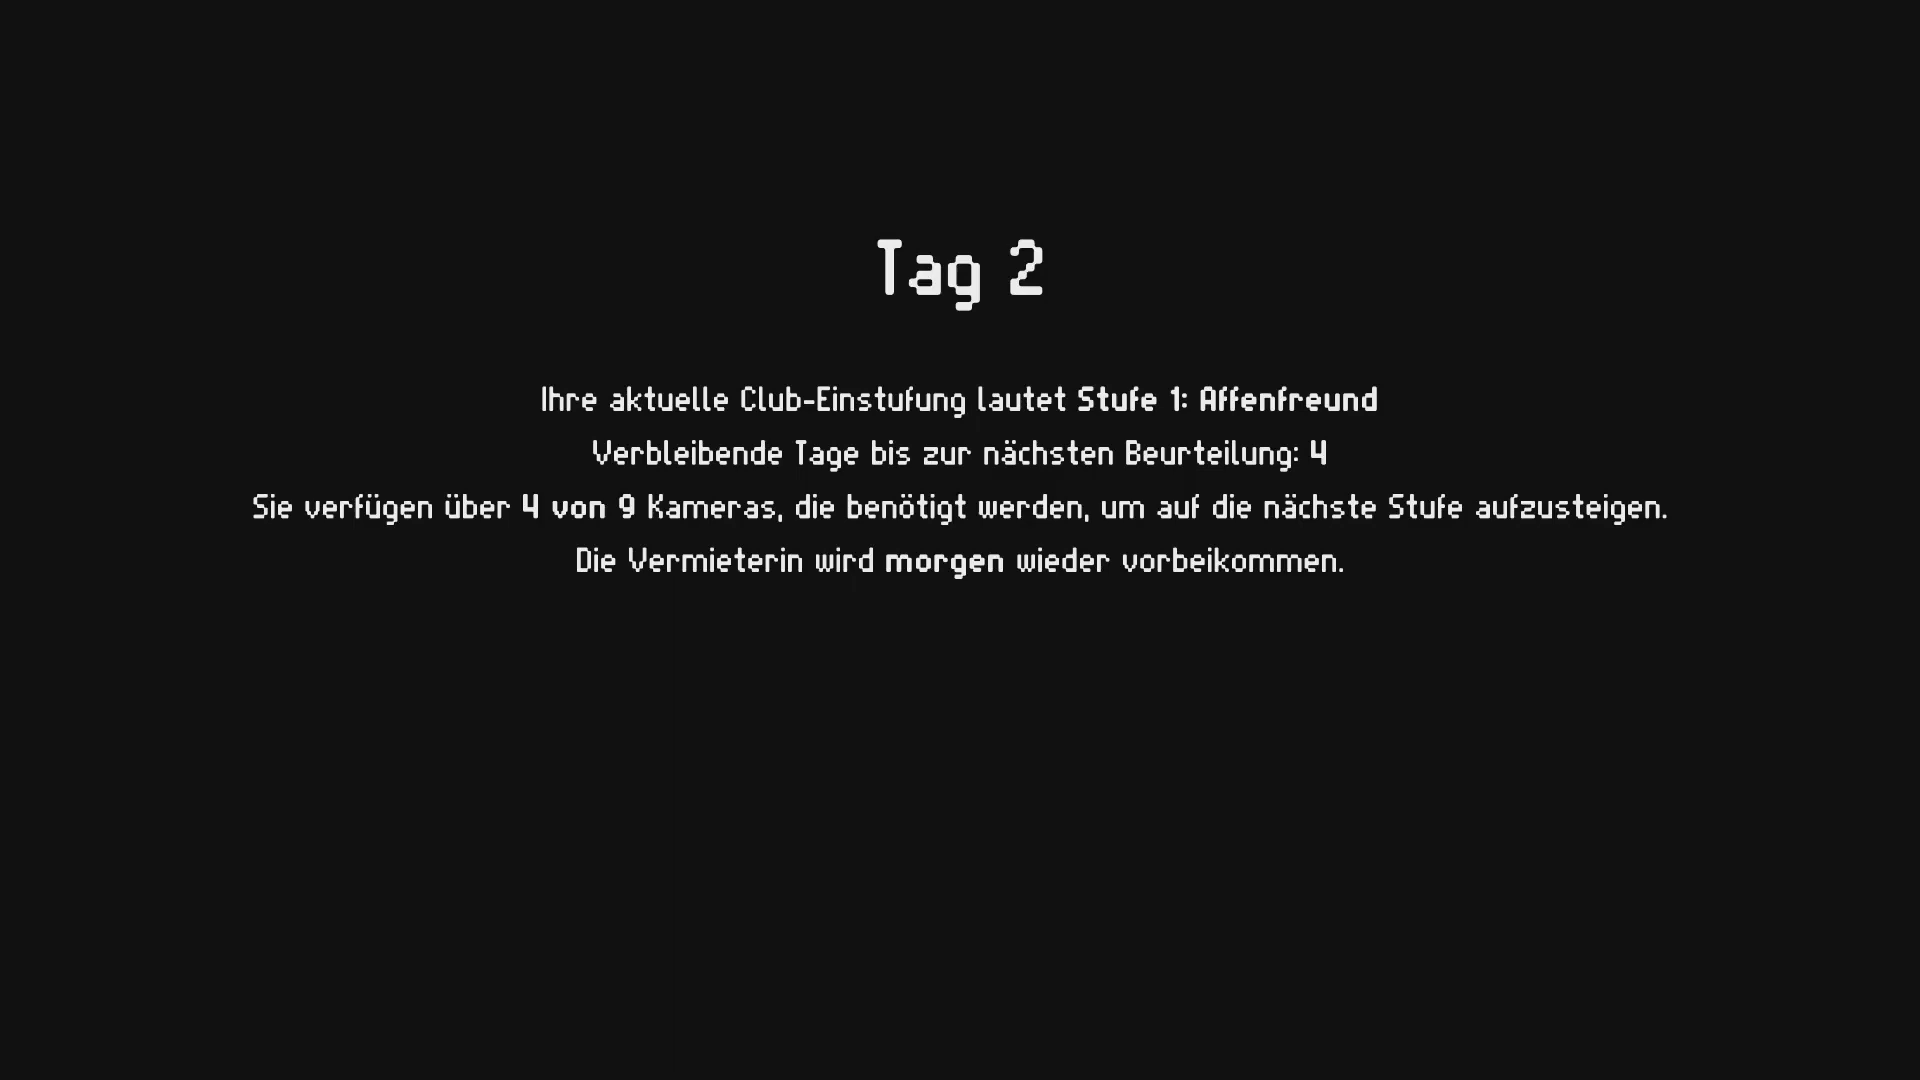 Tag 2
Ihre aktuelle Club-Einstufung lautet Stufe 1: Affenfreund
Verbleibende Tage bis zur nächsten Beurteilung: 4
Sie verfügen über 4 von 9 Kameras, die benötigt werden, um auf die nächste Stufe aufzusteigen.
Die Vermieterin wird morgen wieder vorbeikommen.